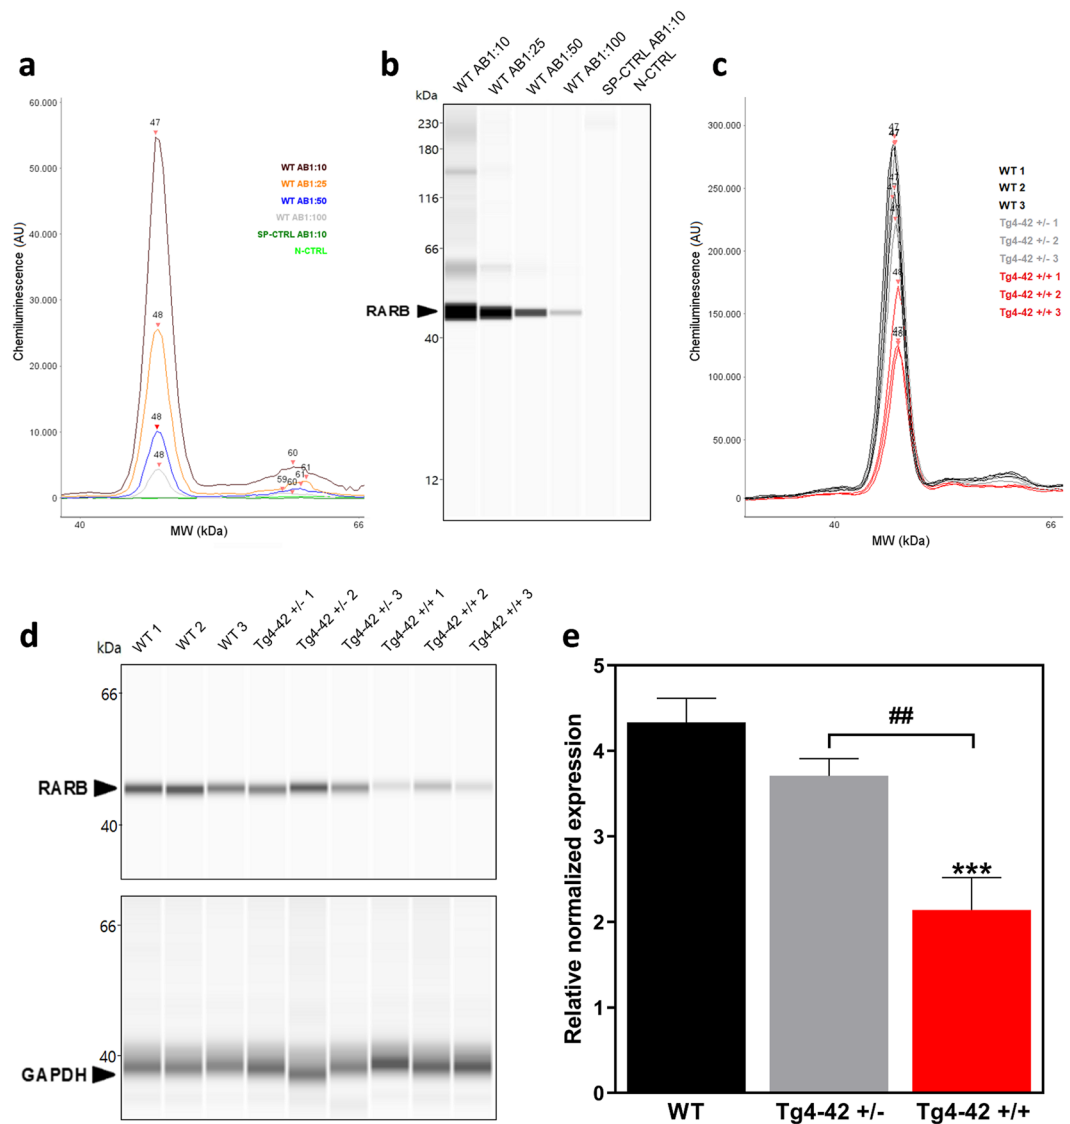 a
60.000
50.000
40.000
30.000
20.000
10.000
0
Chemiluminescence (AU)
47
48
48
48
60
61
61
59
60
WT AB1:10
WT AB1:25
WT AB1:50
WT AB1:100
SP-CTRL AB1:10
N-CTRL
40
66
MW (kDa)
b
kDa
WT AB1:10
WT AB1:25
WT AB1:50
WT AB1:100
SP-CTRL AB1:10
N-CTRL
230
180
116
66
RARB
40
12
c
300.000
250.000
200.000
150.000
100.000
50.000
0
Chemiluminescence (AU)
47
47
47
47
48
47
48
WT 1
WT 2
WT 3
Tg4-42 +/- 1
Tg4-42 +/- 2
Tg4-42 +/- 3
Tg4-42 +/+ 1
Tg4-42 +/+ 2
Tg4-42 +/+ 3
40
66
MW (kDa)
d
kDa
WT 1
WT 2
WT 3
Tg4-42 +/- 1
Tg4-42 +/- 2
Tg4-42 +/- 3
Tg4-42 +/+ 1
Tg4-42 +/+ 2
Tg4-42 +/+ 3
66
RARB
40
66
40
GAPDH
e
Relative normalized expression
5
4
3
2
1
0
##
***
WT
Tg4-42 +/-
Tg4-42 +/+